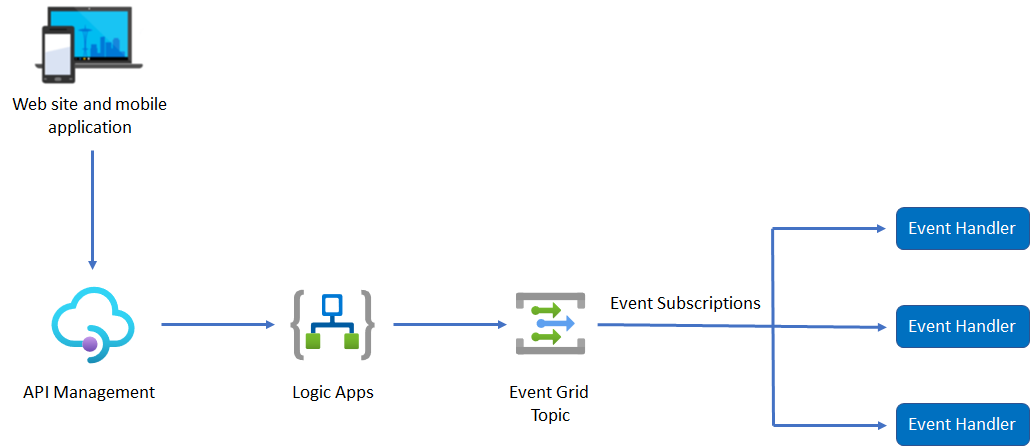 Web site and mobile
application
Event Handler
Event Subscriptions
Event Handler
API Management
Logic Apps
Event Grid
Topic
Event Handler